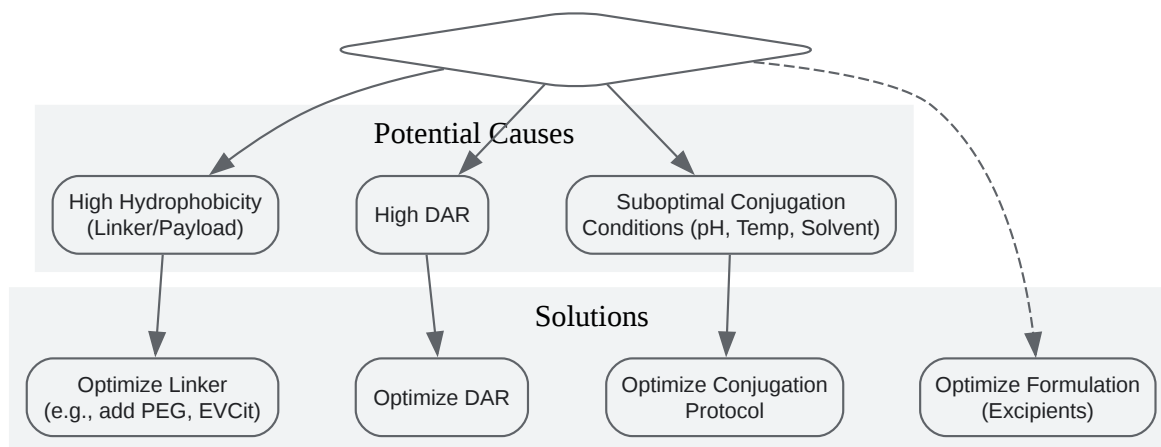 Potential Causes
High Hydrophobicity
(Linker/Payload)
High DAR
Suboptimal Conjugation
Conditions (pH, Temp, Solvent)
Solutions
Optimize Linker
(e.g., add PEG, EVCit)
Optimize DAR
Optimize Conjugation
Protocol
Optimize Formulation
(Excipients)